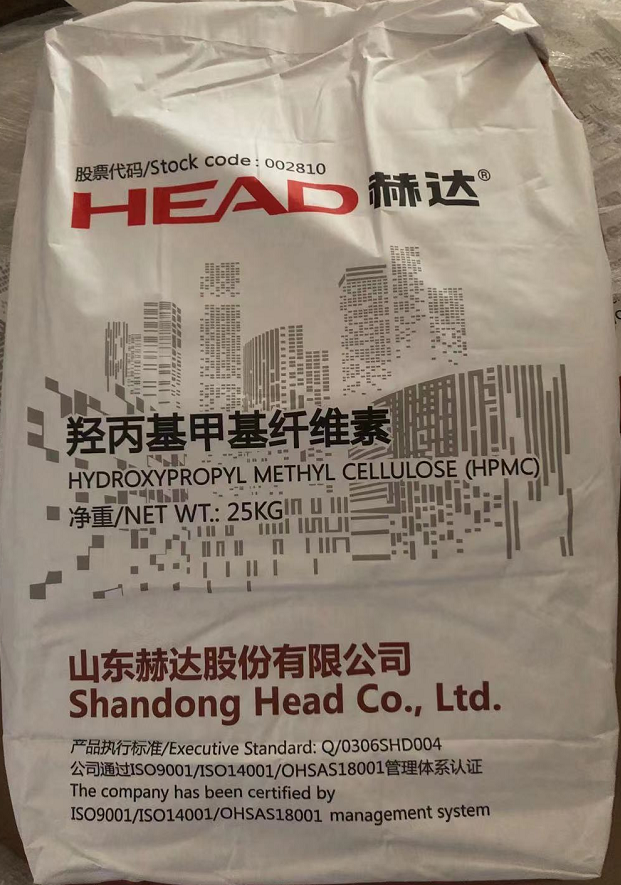 股票代码/Stock code: 002810
HEAD 赫达®
羟丙基甲基纤维素
HYDROXYPROPYL METHYL CELLULOSE (HPMC)
净重/NET WT.: 25KG
山东赫达股份有限公司
Shandong Head Co., Ltd.
产品执行标准/Executive Standard: Q/0306SHD004
公司通过ISO9001/ISO14001/OHSAS18001管理体系认证
The company has been certified by
ISO9001/ISO14001/OHSAS18001 management system